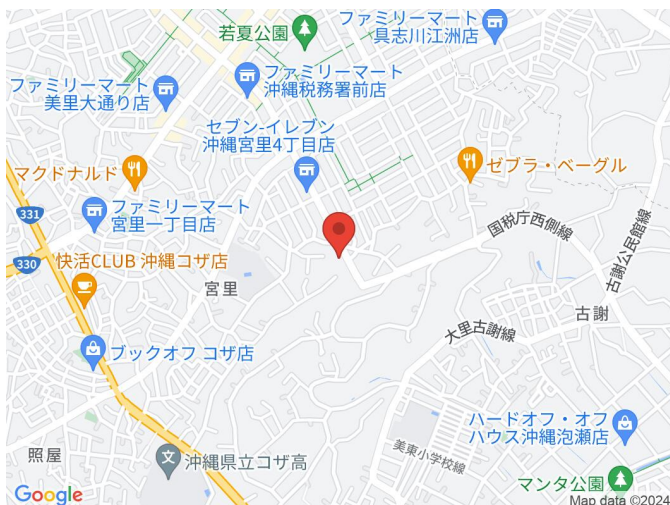 ファミリーマート
具志川江洲店
若夏公園
ファミリーマート
沖縄税務署前店
ファミリーマート
美里大通り店
セブン-イレブン
沖縄宮里4丁目店
マクドナルド
ゼブラ・ベーグル
ファミリーマート
宮里一丁目店
331
国税庁西側線
古謝公民館線
330
快活CLUB 沖縄コザ店
宮里
古謝
大里古謝線
ブックオフ コザ店
ハードオフ・オフ
ハウス沖縄泡瀬店
照屋
文
沖縄県立コザ高
美東小学校線
マンタ公園
Google
Map data ©2024